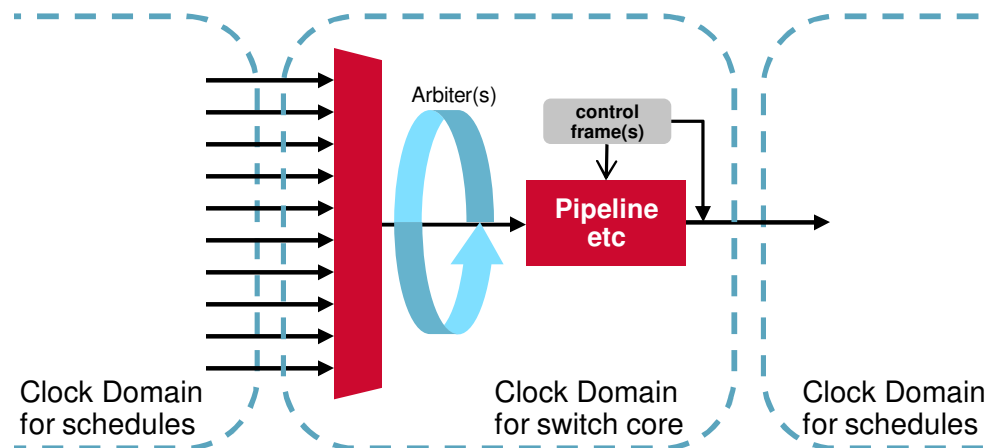 Arbiter(s)
control
frame(s)
Pipeline
etc
Clock Domain
for schedules
Clock Domain
for switch core
Clock Domain
for schedules